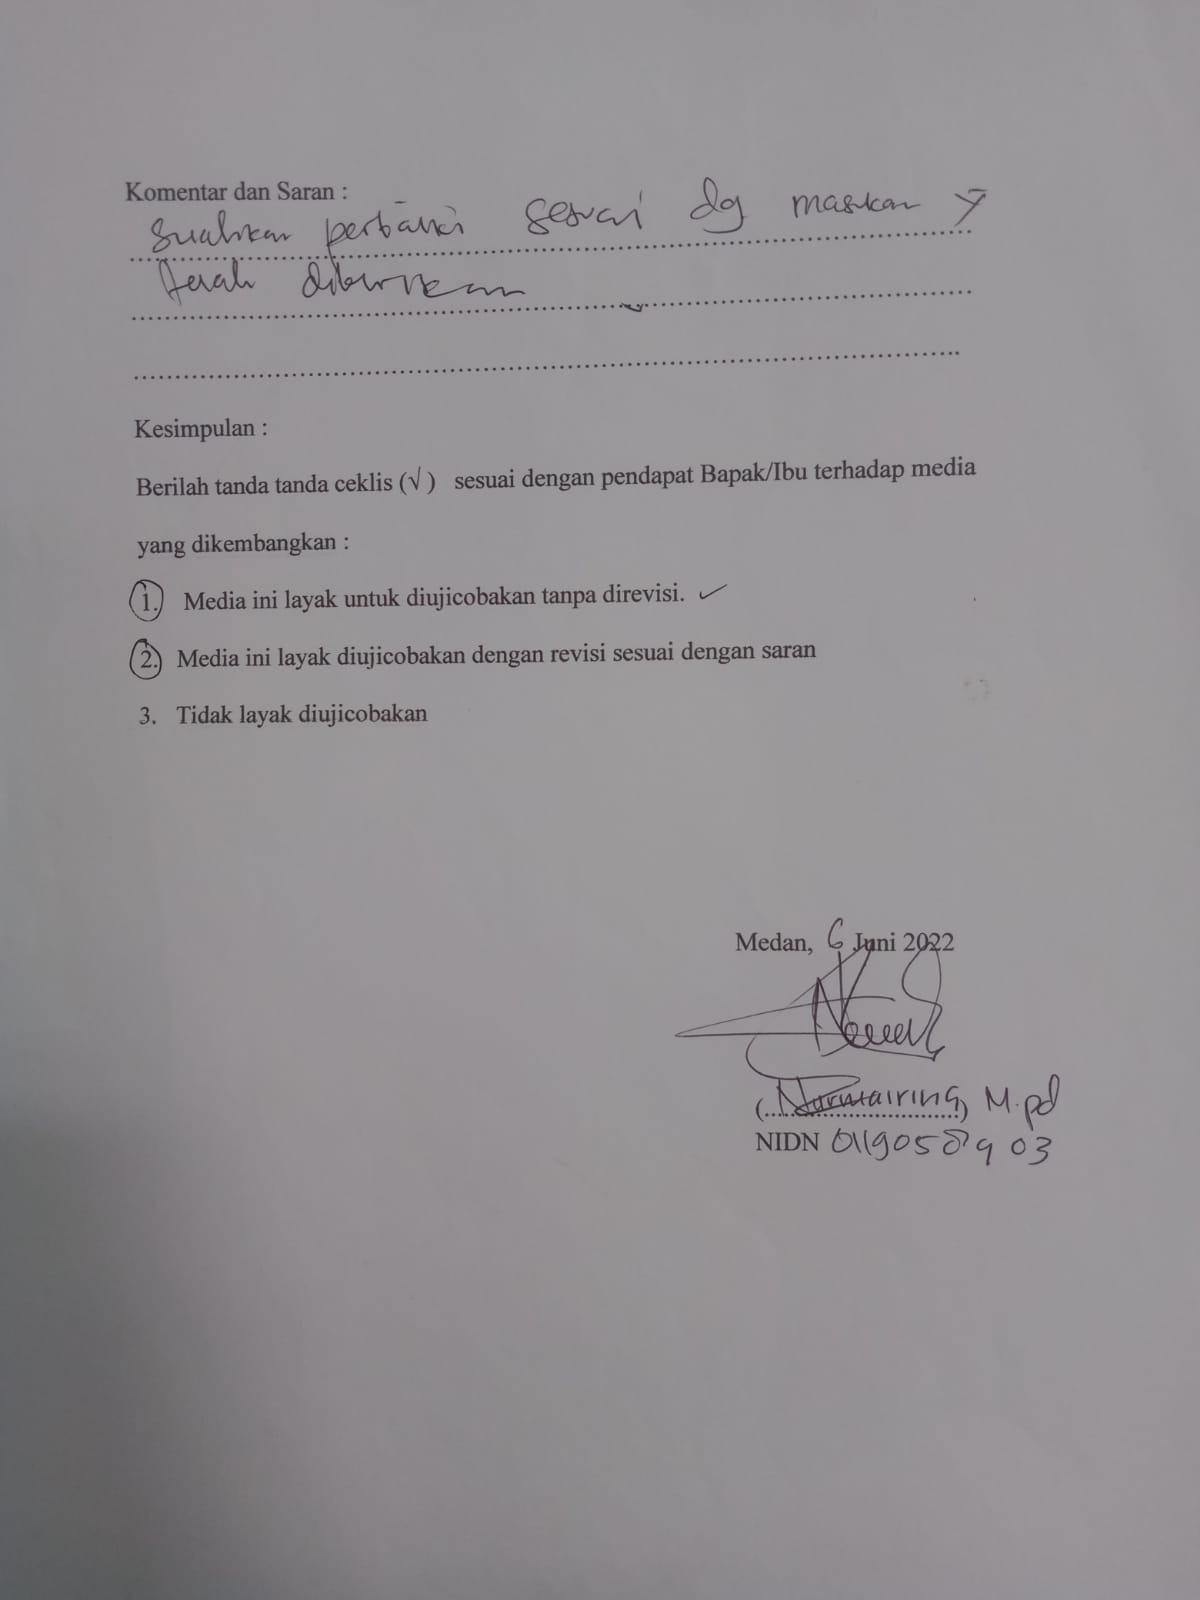 Komentar dan Saran :
Silahkan perbaiki sesuai dg masukan yg
telah diberikan
Kesimpulan :
Berilah tanda tanda ceklis (√) sesuai dengan pendapat Bapak/Ibu terhadap media
yang dikembangkan :
1. Media ini layak untuk diujicobakan tanpa direvisi. ✓
2. Media ini layak diujicobakan dengan revisi sesuai dengan saran
3. Tidak layak diujicobakan
Medan, 6 Juni 2022
(Nurmairing) M.pd
NIDN